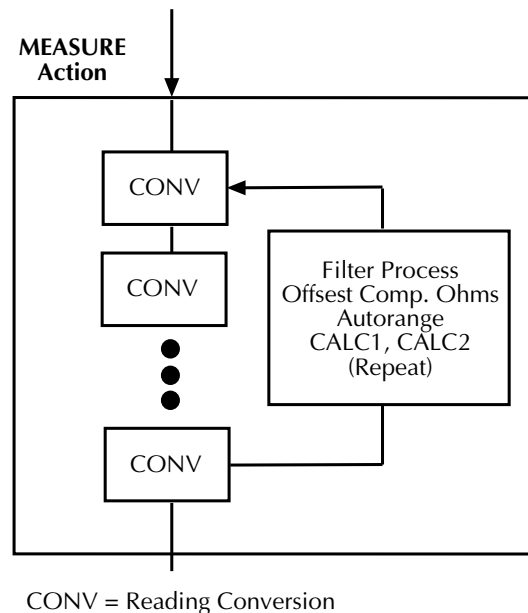 MEASURE
Action
CONV
CONV
CONV
Filter Process
Offsest Comp. Ohms
Autorange
CALC1, CALC2
(Repeat)
CONV = Reading Conversion